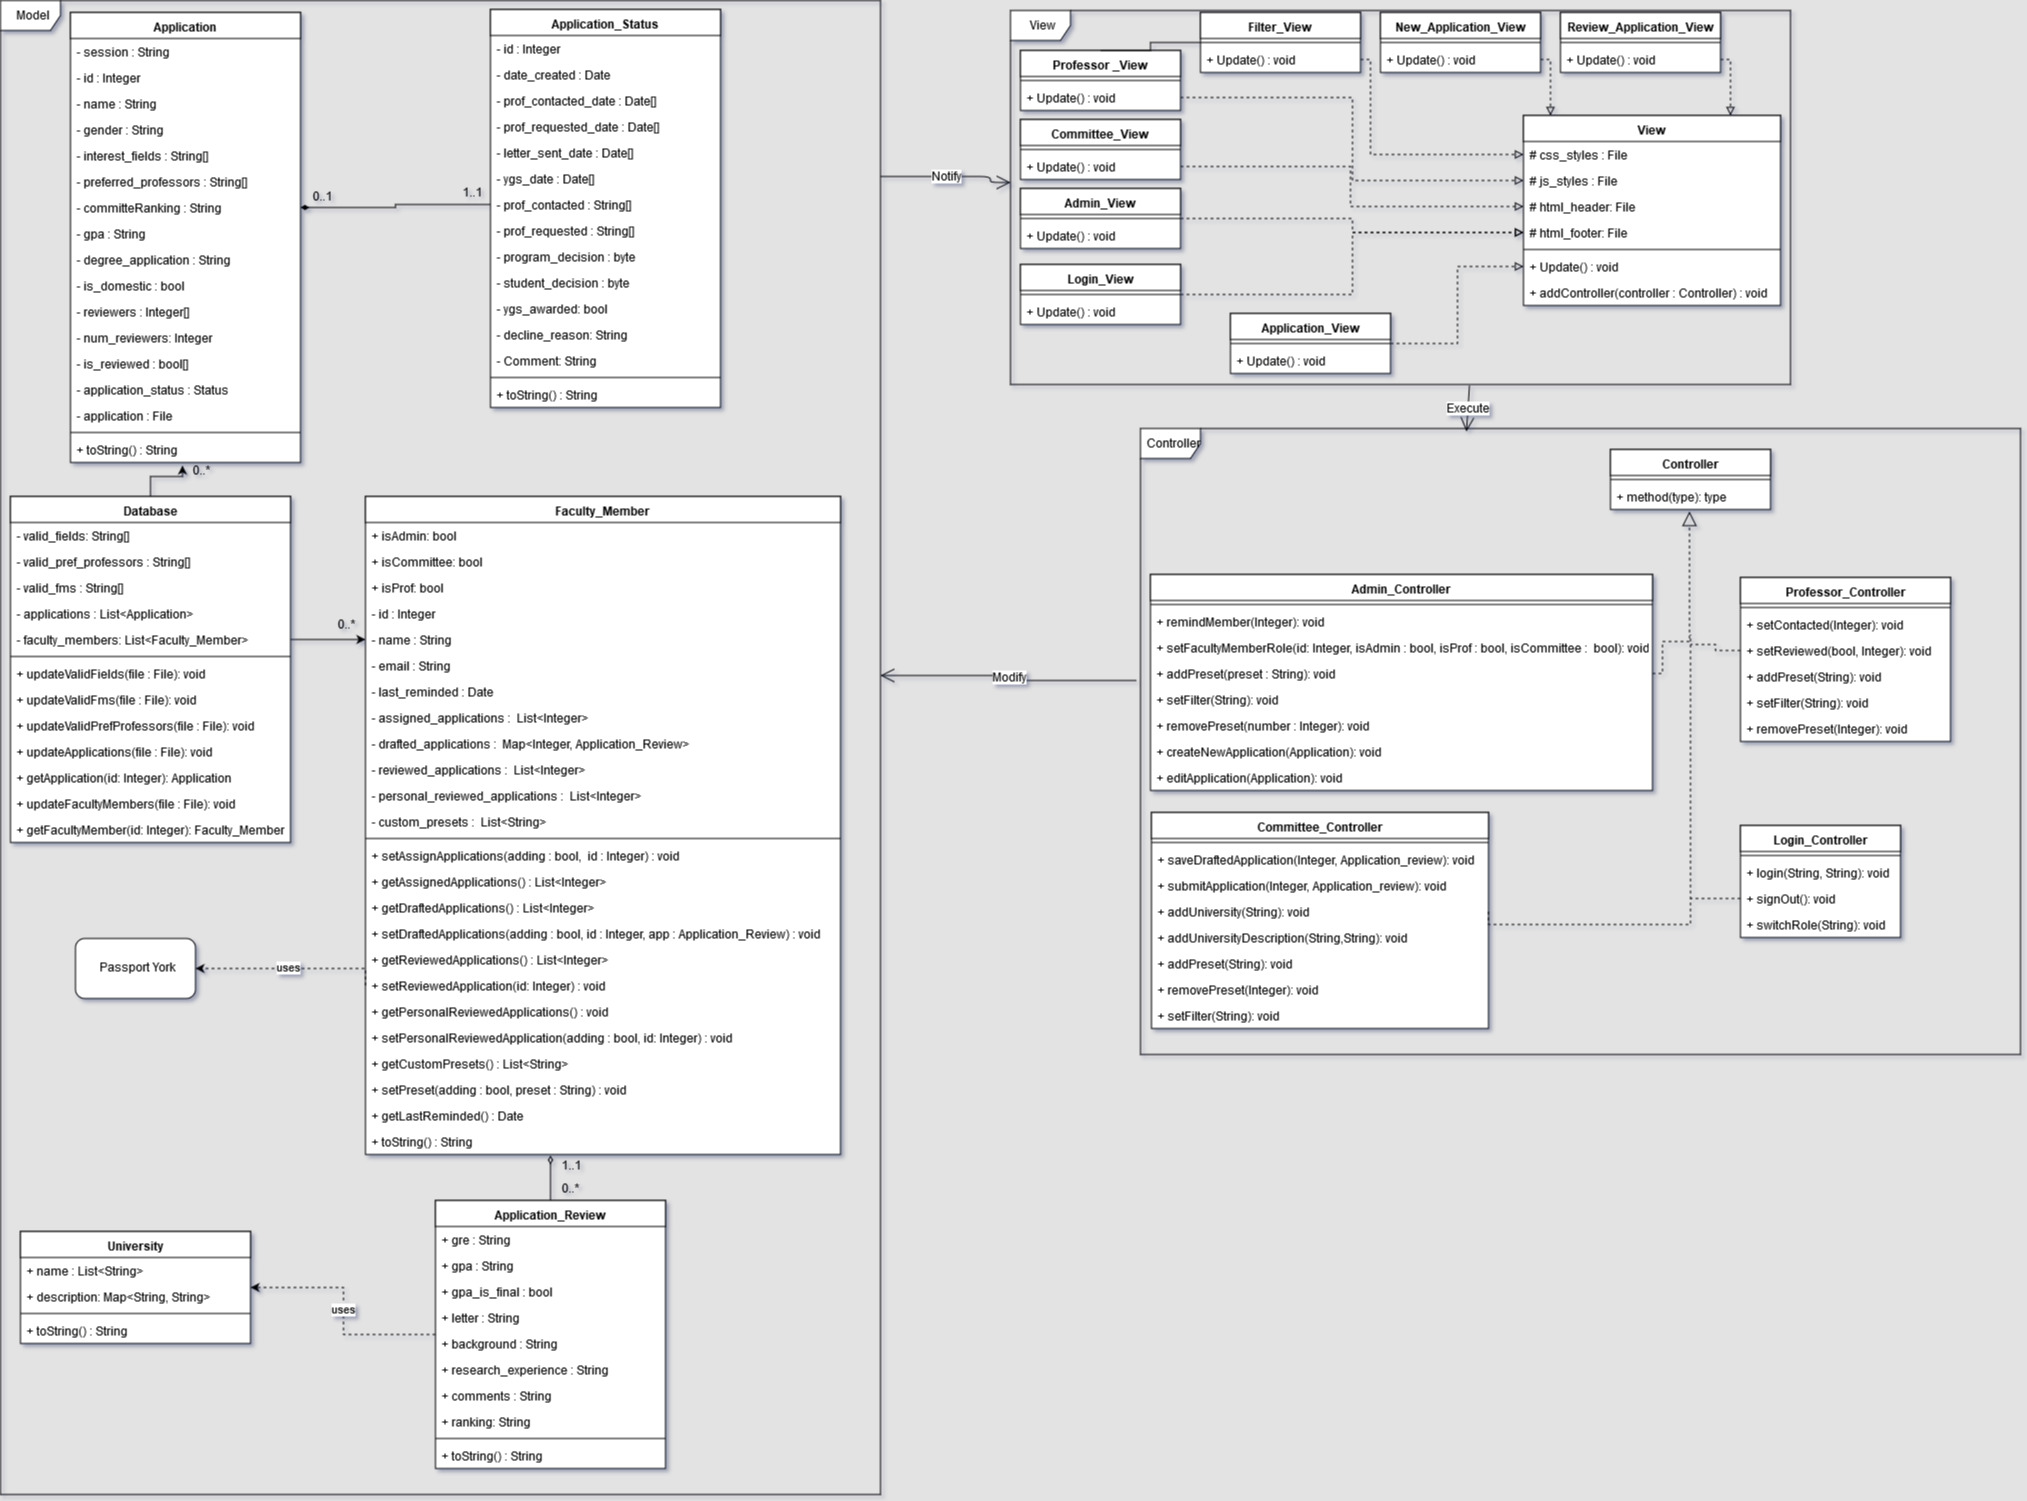 Model
Application
- session : String
- id : Integer
- name : String
- gender : String
- interest_fields : String[]
- preferred_professors : String[]
- committeRanking : String
- gpa : String
- degree_application : String
- is_domestic : bool
- reviewers : Integer[]
- num_reviewers: Integer
- is_reviewed : bool[]
- application_status : Status
- application : File
+ toString() : String
0..1
1..1
Application_Status
- id : Integer
- date_created : Date
- prof_contacted_date : Date[]
- prof_requested_date : Date[]
- letter_sent_date : Date[]
- ygs_date : Date[]
- prof_contacted : String[]
- prof_requested : String[]
- program_decision : byte
- student_decision : byte
- ygs_awarded: bool
- decline_reason: String
- Comment: String
+ toString() : String
0..*
Database
- valid_fields: String[]
- valid_pref_professors : String[]
- valid_fms : String[]
- applications : List<Application>
- faculty_members: List<Faculty_Member>
+ updateValidFields(file : File): void
+ updateValidFms(file : File): void
+ updateValidPrefProfessors(file : File): void
+ updateApplications(file : File): void
+ getApplication(id: Integer): Application
+ updateFacultyMembers(file : File): void
+ getFacultyMember(id: Integer): Faculty_Member
0..*
Faculty_Member
+ isAdmin: bool
+ isCommittee: bool
+ isProf: bool
- id : Integer
- name : String
- email : String
- last_reminded : Date
- assigned_applications : List<Integer>
- drafted_applications : Map<Integer, Application_Review>
- reviewed_applications : List<Integer>
- personal_reviewed_applications : List<Integer>
- custom_presets : List<String>
+ setAssignApplications(adding : bool, id : Integer) : void
+ getAssignedApplications() : List<Integer>
+ getDraftedApplications() : List<Integer>
+ setDraftedApplications(adding : bool, id : Integer, app : Application_Review) : void
+ getReviewedApplications() : List<Integer>
+ setReviewedApplication(id: Integer) : void
+ getPersonalReviewedApplications() : void
+ setPersonalReviewedApplication(adding : bool, id: Integer) : void
+ getCustomPresets() : List<String>
+ setPreset(adding : bool, preset : String) : void
+ getLastReminded() : Date
+ toString() : String
Passport York
uses
1..1
0..*
Application_Review
+ gre : String
+ gpa : String
+ gpa_is_final : bool
+ letter : String
+ background : String
+ research_experience : String
+ comments : String
+ ranking: String
+ toString() : String
University
+ name : List<String>
+ description: Map<String, String>
+ toString() : String
uses
Notify
View
Filter_View
+ Update() : void
New_Application_View
+ Update() : void
Review_Application_View
+ Update() : void
Professor _View
+ Update() : void
Committee_View
+ Update() : void
Admin_View
+ Update() : void
Login_View
+ Update() : void
Application_View
+ Update() : void
View
# css_styles : File
# js_styles : File
# html_header: File
# html_footer: File
+ Update() : void
+ addController(controller : Controller) : void
Execute
Modify
Controller
Controller
+ method(type): type
Admin_Controller
+ remindMember(Integer): void
+ setFacultyMemberRole(id: Integer, isAdmin : bool, isProf : bool, isCommittee : bool): void
+ addPreset(preset : String): void
+ setFilter(String): void
+ removePreset(number : Integer): void
+ createNewApplication(Application): void
+ editApplication(Application): void
Professor_Controller
+ setContacted(Integer): void
+ setReviewed(bool, Integer): void
+ addPreset(String): void
+ setFilter(String): void
+ removePreset(Integer): void
Committee_Controller
+ saveDraftedApplication(Integer, Application_review): void
+ submitApplication(Integer, Application_review): void
+ addUniversity(String): void
+ addUniversityDescription(String,String): void
+ addPreset(String): void
+ removePreset(Integer): void
+ setFilter(String): void
Login_Controller
+ login(String, String): void
+ signOut(): void
+ switchRole(String): void